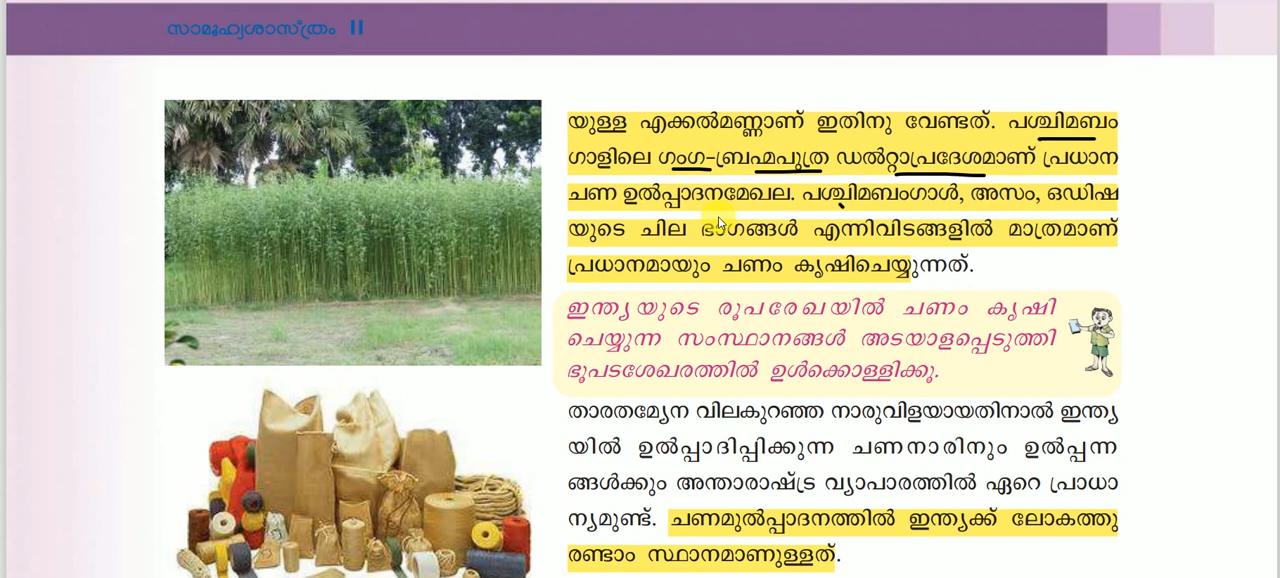 സാമൂഹ്യശാസ്ത്രം II
യുള്ള എക്കൽമണ്ണാണ് ഇതിനു വേണ്ടത്. പശ്ചിമബം
ഗാളിലെ ഗംഗ-ബ്രഹ്മപുത്ര ഡൽറ്റാപ്രദേശമാണ് പ്രധാന
ചണ ഉൽപ്പാദനമേഖല. പശ്ചിമബംഗാൾ, അസം, ഒഡിഷ
യുടെ ചില ഭാഗങ്ങൾ എന്നിവിടങ്ങളിൽ മാത്രമാണ്
പ്രധാനമായും ചണം കൃഷിചെയ്യുന്നത്.
ഇന്ത്യയുടെ രൂപരേഖയിൽ ചണം കൃഷി
ചെയ്യുന്ന സംസ്ഥാനങ്ങൾ അടയാളപ്പെടുത്തി
ഭൂപടശേഖരത്തിൽ ഉൾക്കൊള്ളിക്കൂ.
താരതമ്യേന വിലകുറഞ്ഞ നാരുവിളയായതിനാൽ ഇന്ത്യ
യിൽ ഉൽപ്പാദിപ്പിക്കുന്ന ചണനാരിനും ഉൽപ്പന്ന
ങ്ങൾക്കും അന്താരാഷ്ട്ര വ്യാപാരത്തിൽ ഏറെ പ്രാധാ
ന്യമുണ്ട്. ചണമുൽപ്പാദനത്തിൽ ഇന്ത്യക്ക് ലോകത്തു
രണ്ടാം സ്ഥാനമാണുള്ളത്.